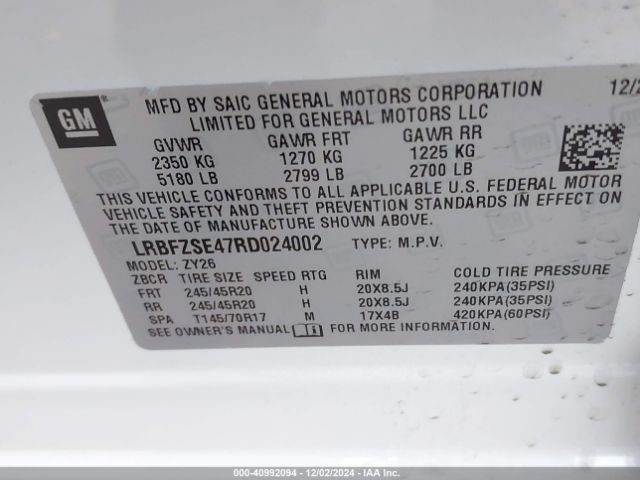 GM
MFD BY SAIC GENERAL MOTORS CORPORATION 12/2
LIMITED FOR GENERAL MOTORS LLC
GVWR GAWR FRT GAWR RR
2350 KG 1270 KG 1225 KG
5180 LB 2799 LB 2700 LB
THIS VEHICLE CONFORMS TO ALL APPLICABLE U.S. FEDERAL MOTOR
VEHICLE SAFETY AND THEFT PREVENTION STANDARDS IN EFFECT ON
THE DATE OF MANUFACTURE SHOWN ABOVE.
LRBFZSE47RD024002 TYPE: M.P.V.
MODEL: ZY26
ZBCR TIRE SIZE SPEED RTG RIM COLD TIRE PRESSURE
FRT 245/45R20 H 20X8.5J 240KPA(35PSI)
RR 245/45R20 H 20X8.5J 240KPA(35PSI)
SPA T145/70R17 M 17X4B 420KPA(60PSI)
SEE OWNER'S MANUAL FOR MORE INFORMATION.
000-40992094 - 12/02/2024 - IAA Inc.